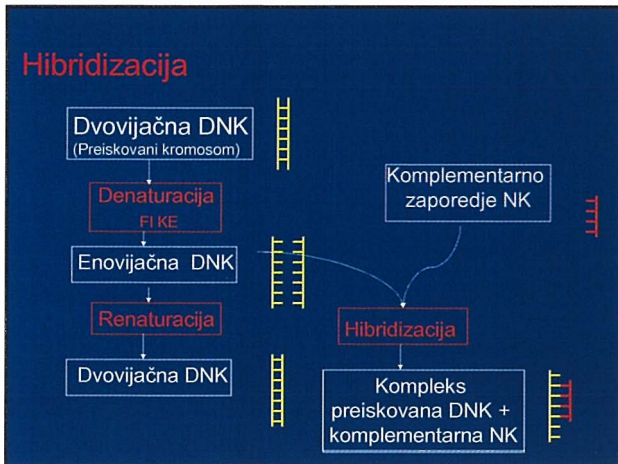 Hibridizacija
Dvovijačna DNK
(Preiskovani kromosom)
Denaturacija
FI KE
Enovijačna DNK
Renaturacija
Dvovijačna DNK
Komplementarno
zaporedje NK
Hibridizacija
Kompleks
preiskovana DNK +
komplementarna NK